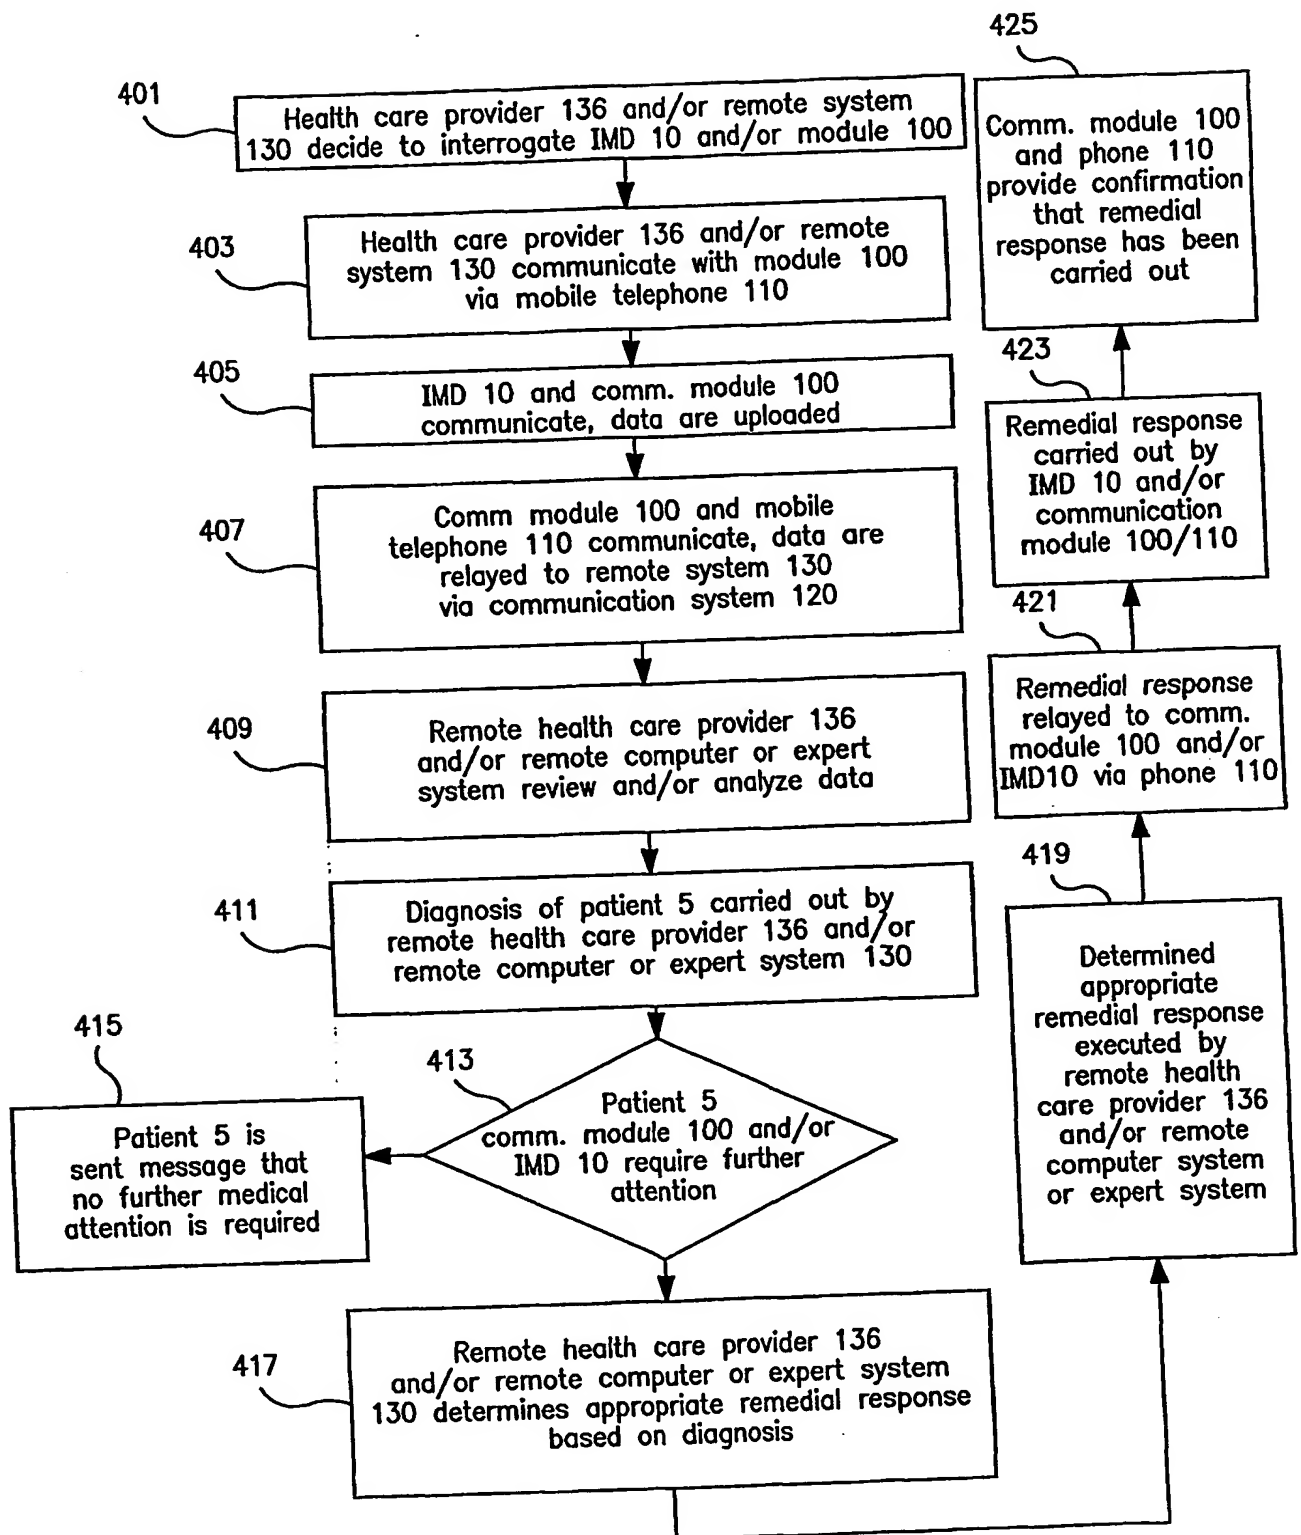 401
Health care provider 136 and/or remote system
130 decide to interrogate IMD 10 and/or module 100
403
Health care provider 136 and/or remote
system 130 communicate with module 100
via mobile telephone 110
405
IMD 10 and comm. module 100
communicate, data are uploaded
407
Comm module 100 and mobile
telephone 110 communicate, data are
relayed to remote system 130
via communication system 120
409
Remote health care provider 136
and/or remote computer or expert
system review and/or analyze data
411
Diagnosis of patient 5 carried out by
remote health care provider 136 and/or
remote computer or expert system 130
413
Patient 5
comm. module 100 and/or
IMD 10 require further
attention
415
Patient 5 is
sent message that
no further medical
attention is required
417
Remote health care provider 136
and/or remote computer or expert system
130 determines appropriate remedial response
based on diagnosis
419
Determined
appropriate
remedial response
executed by
remote health
care provider 136
and/or remote
computer system
or expert system
421
Remedial response
relayed to comm.
module 100 and/or
IMD10 via phone 110
423
Remedial response
carried out by
IMD 10 and/or
communication
module 100/110
425
Comm. module 100
and phone 110
provide confirmation
that remedial
response has been
carried out